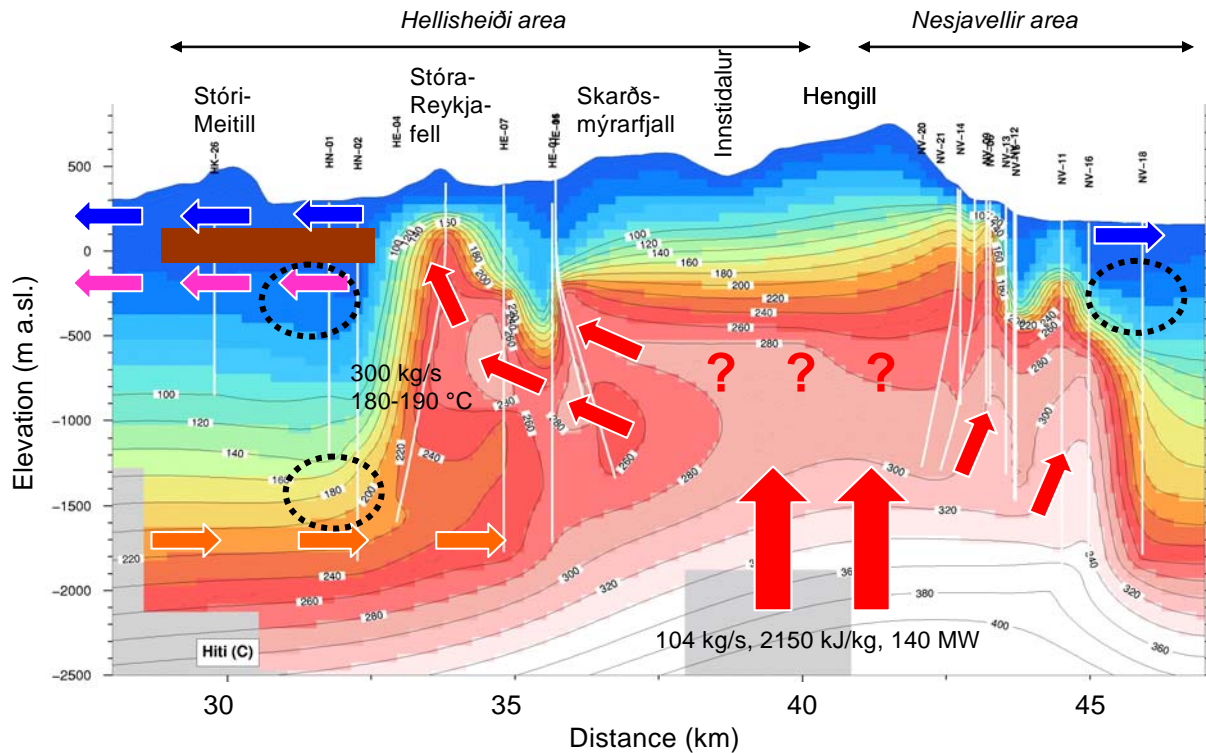 Hellisheiði area
Nesjavellir area
Stóri-
Meitill
Stóra-
Reykja-
fell
Skarðs-
mýrarfjall
Innstidalur
Hengill
HK-26
HN-01
HN-02
HE-04
HE-07
NV-20
NV-21
NV-14
NV-13
NV-11
NV-16
NV-18
Elevation (m a.sl.)
500
0
-500
-1000
-1500
-2000
-2500
100
120
140
160
180
200
220
240
260
280
300
320
340
360
380
400
300 kg/s
180-190 °C
? ? ?
104 kg/s, 2150 kJ/kg, 140 MW
Hiti (C)
30
35
40
45
Distance (km)